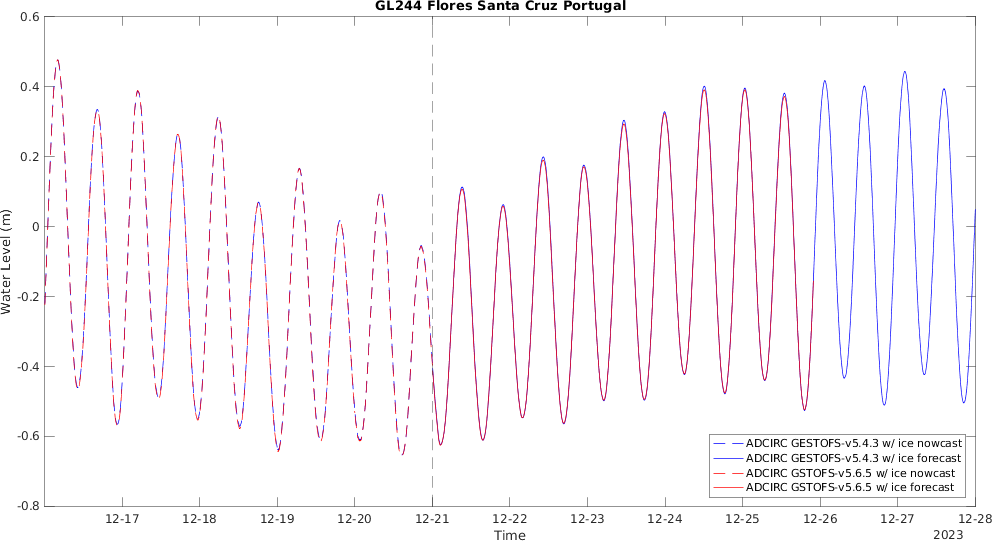 GL244 Flores Santa Cruz Portugal
0.6
0.4
0.2
0
-0.2
-0.4
-0.6
-0.8
Water Level (m)
ADCIRC GESTOFS-v5.4.3 w/ ice nowcast
ADCIRC GESTOFS-v5.4.3 w/ ice forecast
ADCIRC GSTOFS-v5.6.5 w/ ice nowcast
ADCIRC GSTOFS-v5.6.5 w/ ice forecast
12-17 12-18 12-19 12-20 12-21 12-22 12-23 12-24 12-25 12-26 12-27 12-28
Time
2023